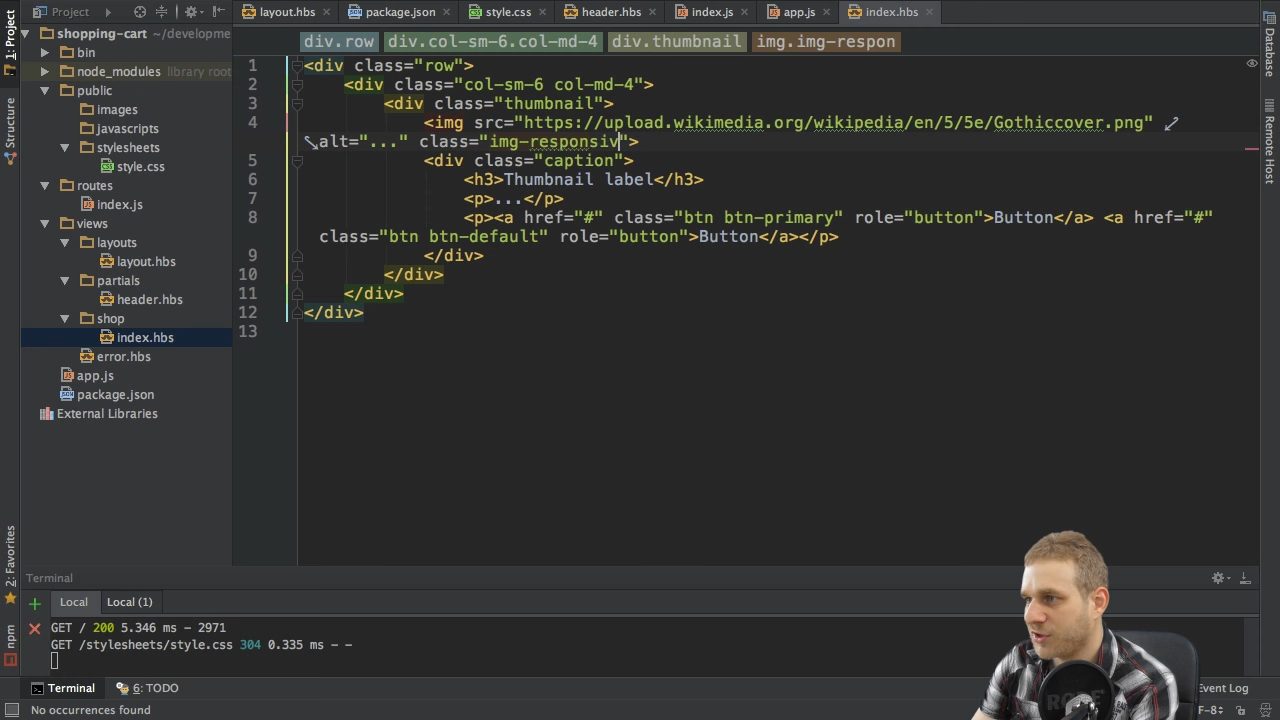 Project
layout.hbs
package.json
style.css
header.hbs
index.js
app.js
index.hbs
1: Project
Structure
2: Favorites
npm
Database
Remote Host
shopping-cart ~/developme
bin
node_modules library root
public
images
javascripts
stylesheets
style.css
routes
index.js
views
layouts
layout.hbs
partials
header.hbs
shop
index.hbs
error.hbs
app.js
package.json
External Libraries
div.row div.col-sm-6.col-md-4 div.thumbnail img.img-respon
1 <div class="row">
2 <div class="col-sm-6 col-md-4">
3 <div class="thumbnail">
4 <img src="https://upload.wikimedia.org/wikipedia/en/5/5e/Gothiccover.png"
alt="..." class="img-responsiv">
5 <div class="caption">
6 <h3>Thumbnail label</h3>
7 <p>...</p>
8 <p><a href="#" class="btn btn-primary" role="button">Button</a> <a href="#"
class="btn btn-default" role="button">Button</a></p>
9 </div>
10 </div>
11 </div>
12 </div>
13
Terminal
Local Local (1)
GET / 200 5.346 ms - 2971
GET /stylesheets/style.css 304 0.335 ms - -
Terminal 6: TODO
Event Log
No occurrences found
F-8